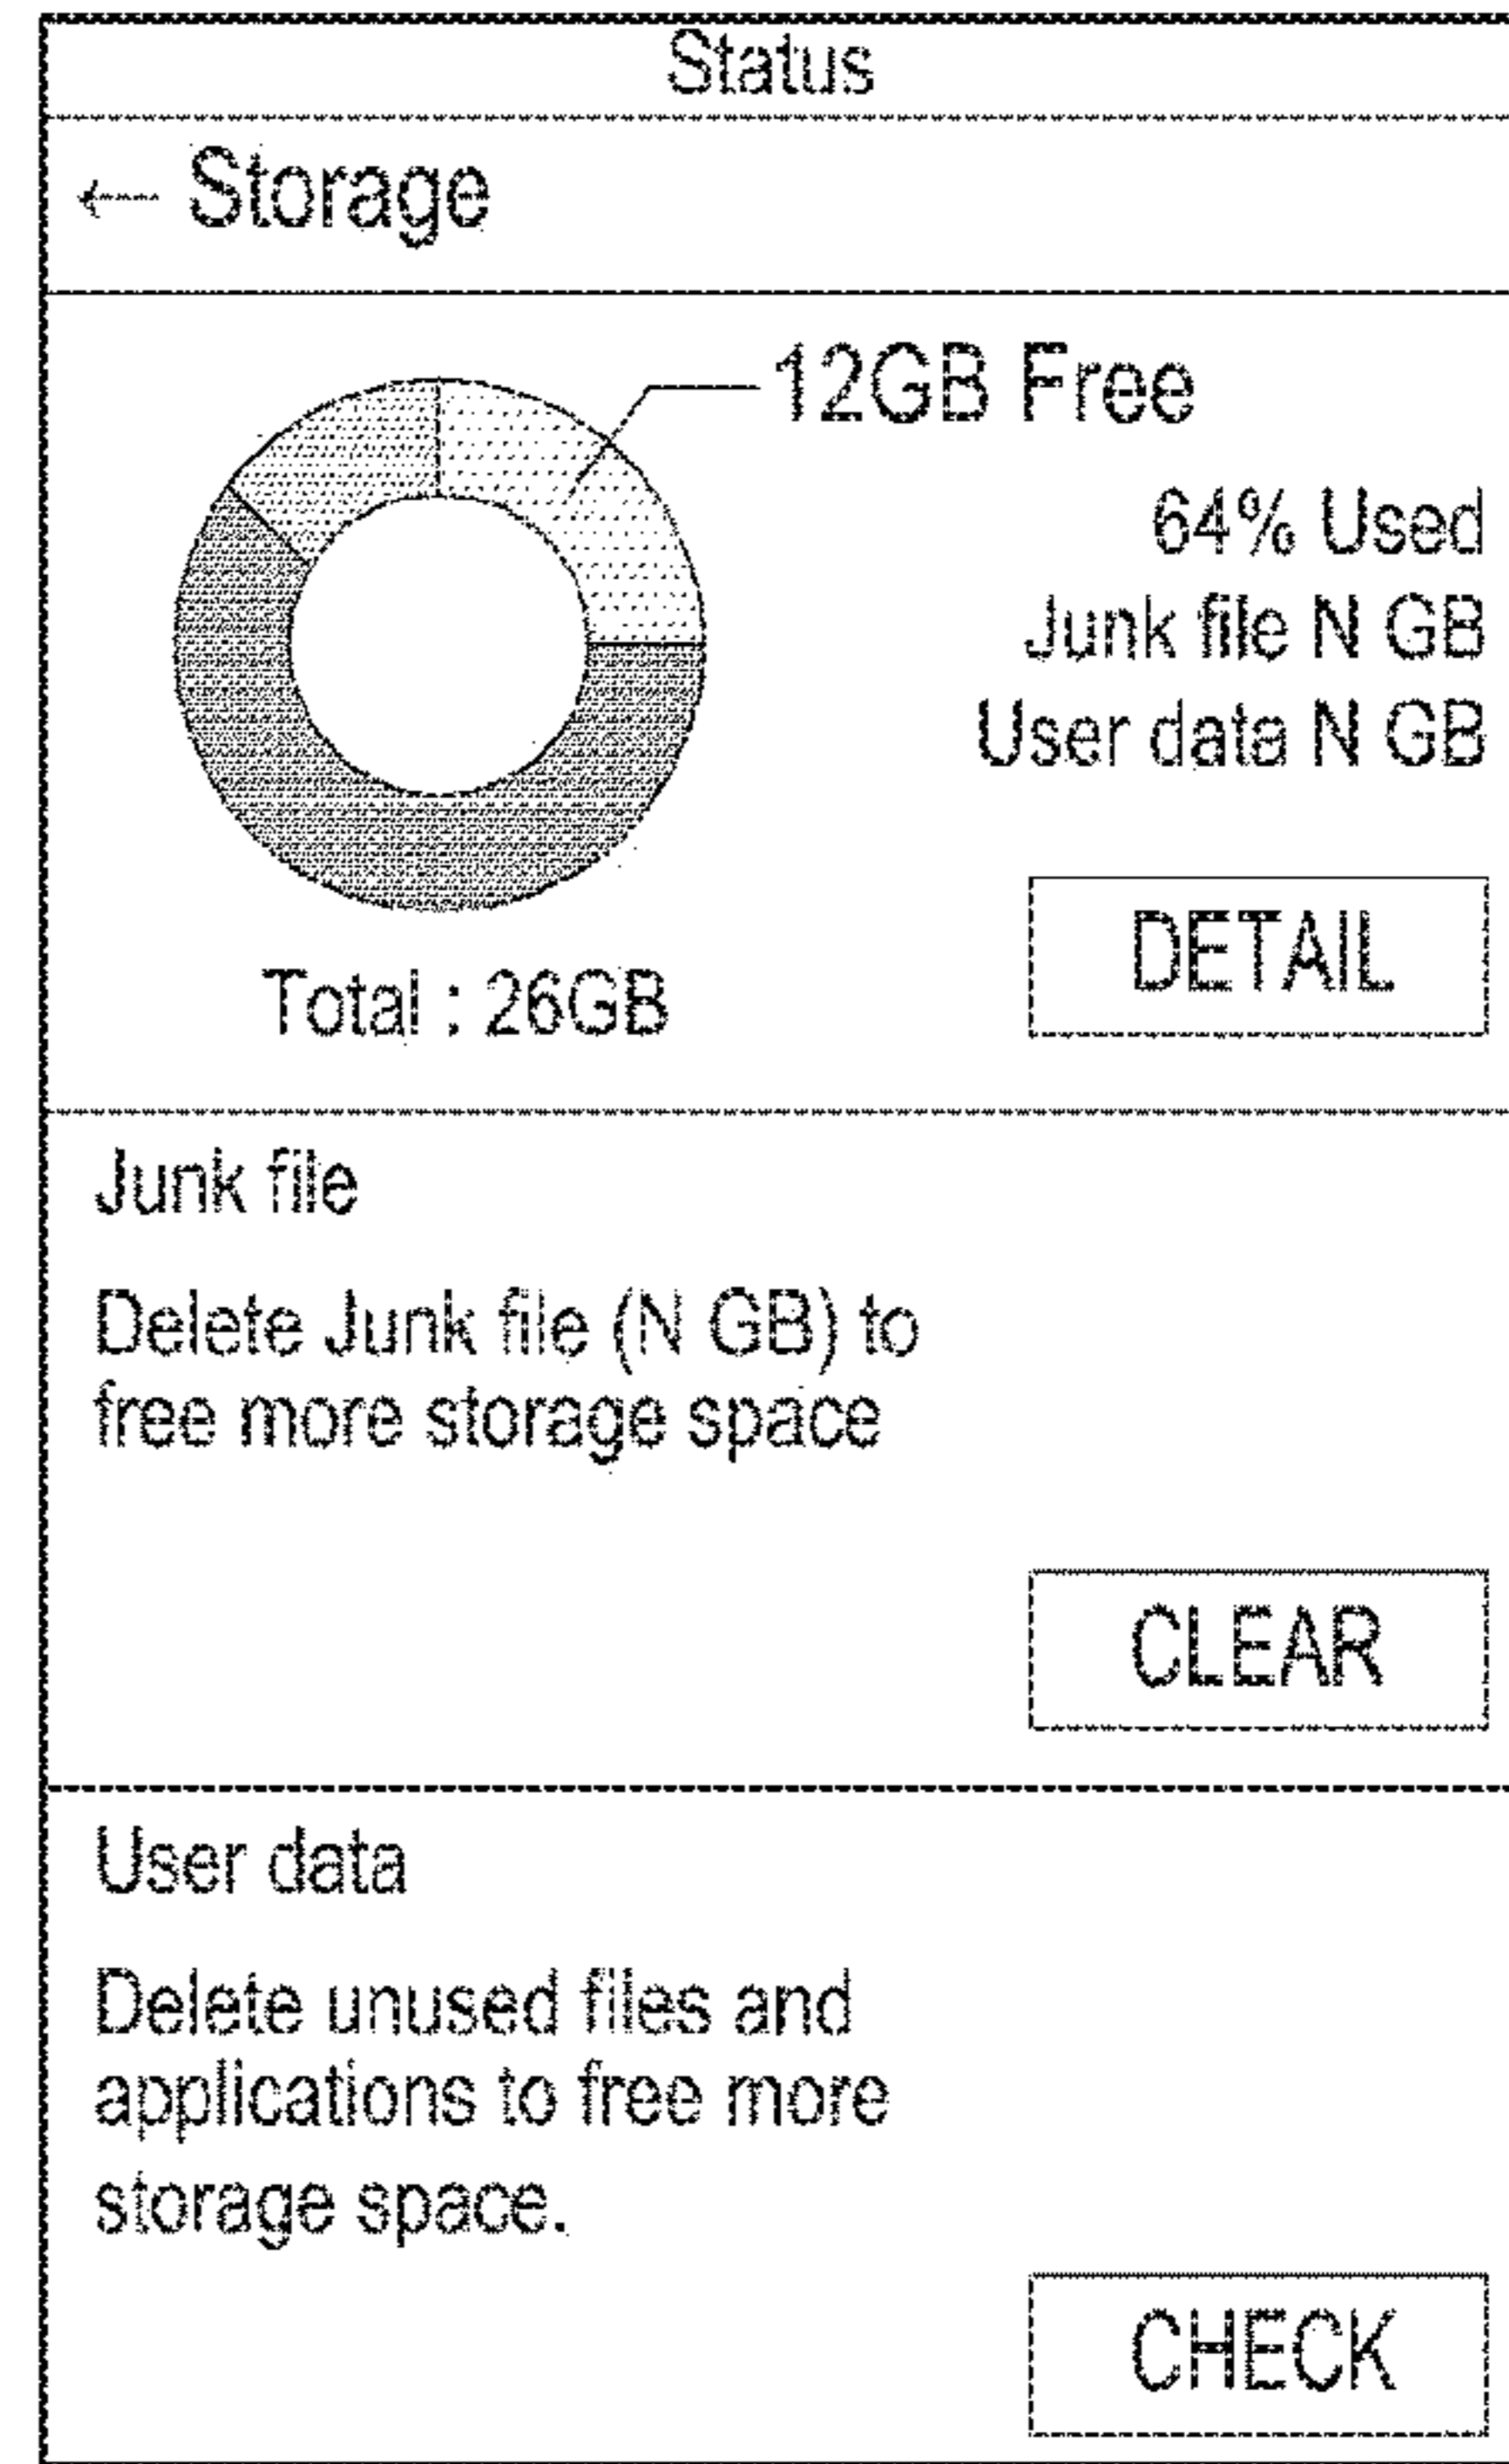 Status
← Storage
12GB Free
64% Used
Junk file N GB
User data N GB
DETAIL
Total : 26GB
Junk file
Delete Junk file (N GB) to
free more storage space
CLEAR
User data
Delete unused files and
applications to free more
storage space.
CHECK